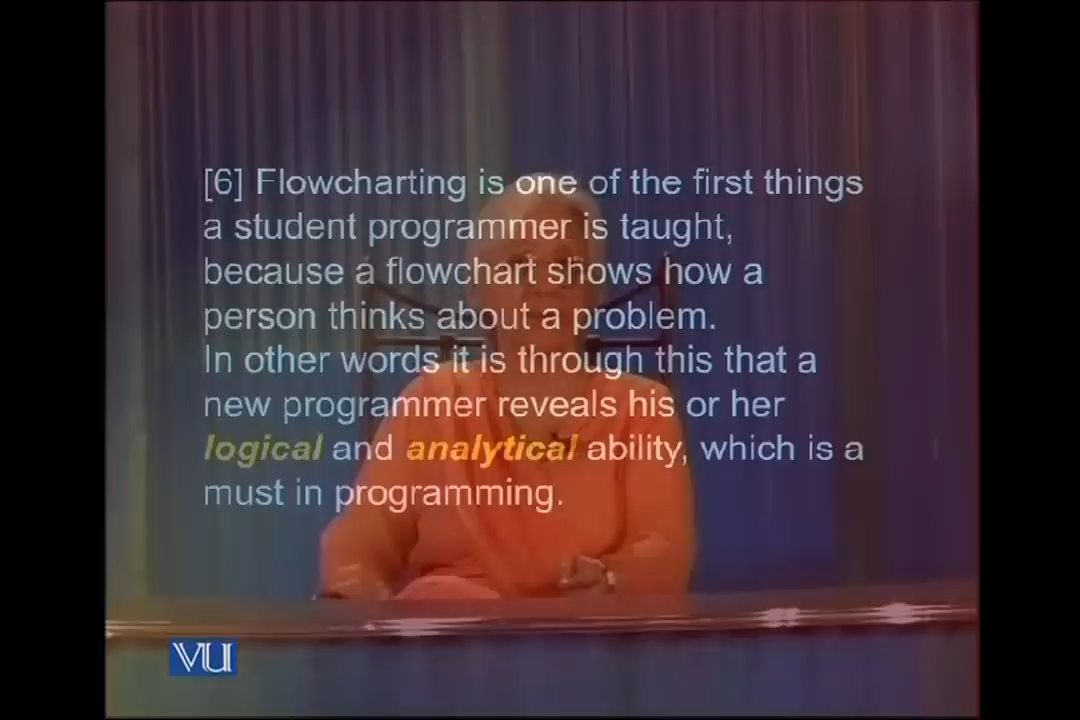 [6] Flowcharting is one of the first things
a student programmer is taught,
because a flowchart shows how a
person thinks about a problem.
In other words it is through this that a
new programmer reveals his or her
logical and analytical ability, which is a
must in programming.
VU